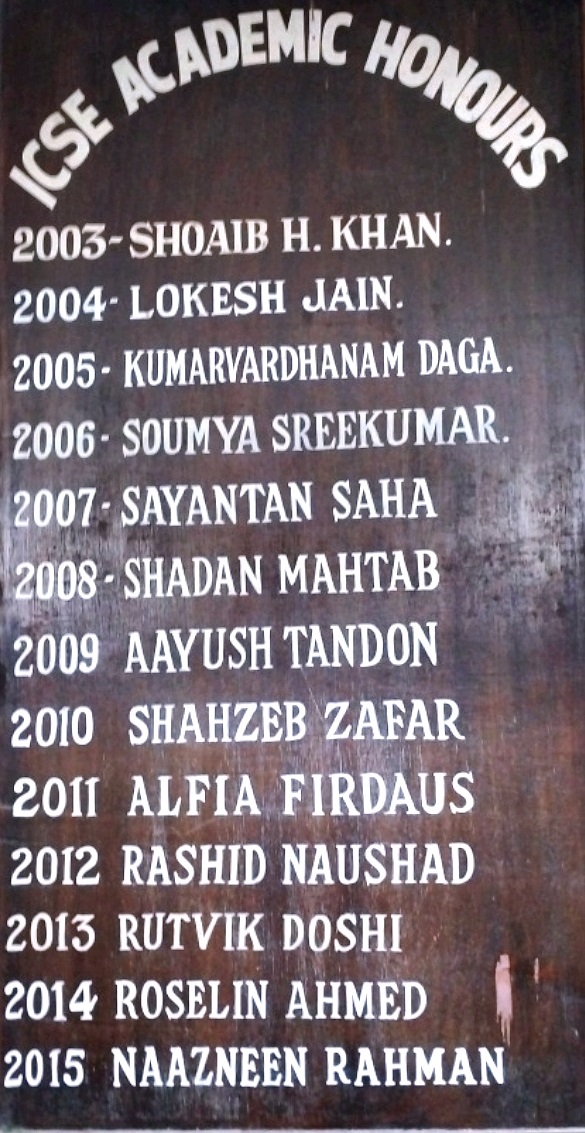 ICSE ACADEMIC HONOURS
2003- SHOAIB H. KHAN.
2004- LOKESH JAIN.
2005- KUMARVARDHANAM DAGA.
2006- SOUMYA SREEKUMAR.
2007- SAYANTAN SAHA
2008- SHADAN MAHTAB
2009 AAYUSH TANDON
2010 SHAHZEB ZAFAR
2011 ALFIA FIRDAUS
2012 RASHID NAUSHAD
2013 RUTVIK DOSHI
2014 ROSELIN AHMED
2015 NAAZNEEN RAHMAN